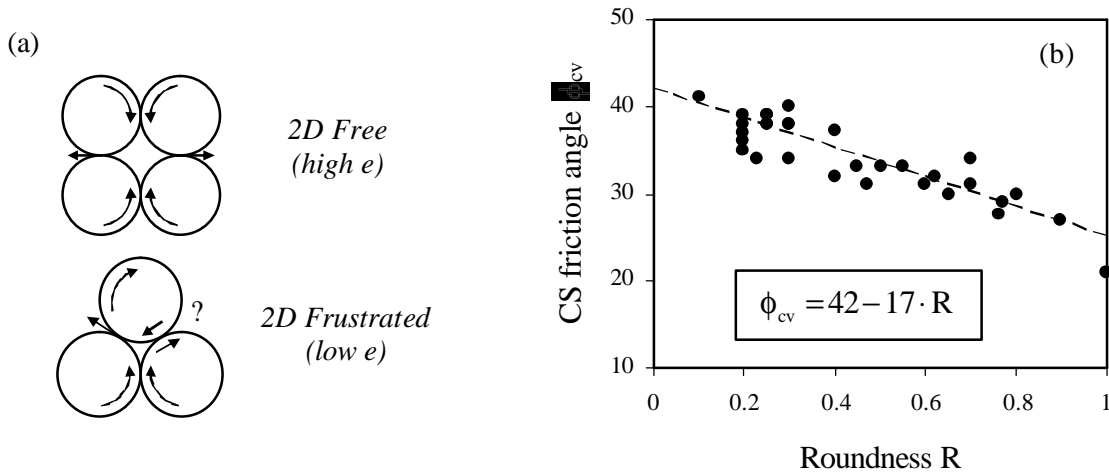 (a)
2D Free
(high e)
?
2D Frustrated
(low e)
(b)
CS friction angle ϕcv
50
40
30
20
10
ϕcv = 42 − 17 · R
0
0.2
0.4
0.6
0.8
1
Roundness R